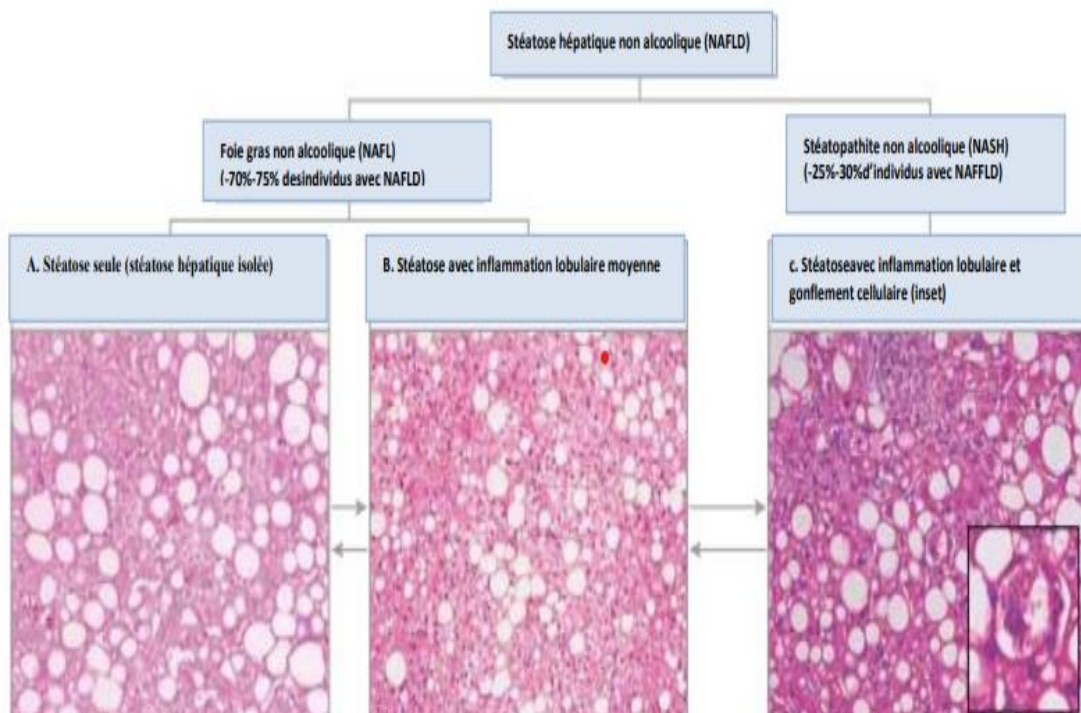 Stéatose hépatique non alcoolique (NAFLD)
Foie gras non alcoolique (NAFL)
(-70%-75% desindividus avec NAFLD)
Stéatopathite non alcoolique (NASH)
(-25%-30%d'individus avec NAFFLD)
A. Stéatose seule (stéatose hépatique isolée)
B. Stéatose avec inflammation lobulaire moyenne
c. Stéatoseavec inflammation lobulaire et
gonflement cellulaire (inset)